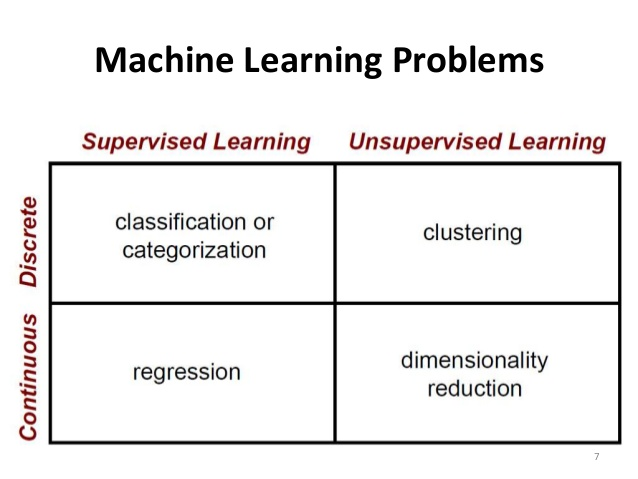 Machine Learning Problems
Supervised Learning
Unsupervised Learning
Discrete
classification or
categorization
clustering
Continuous
regression
dimensionality
reduction
7